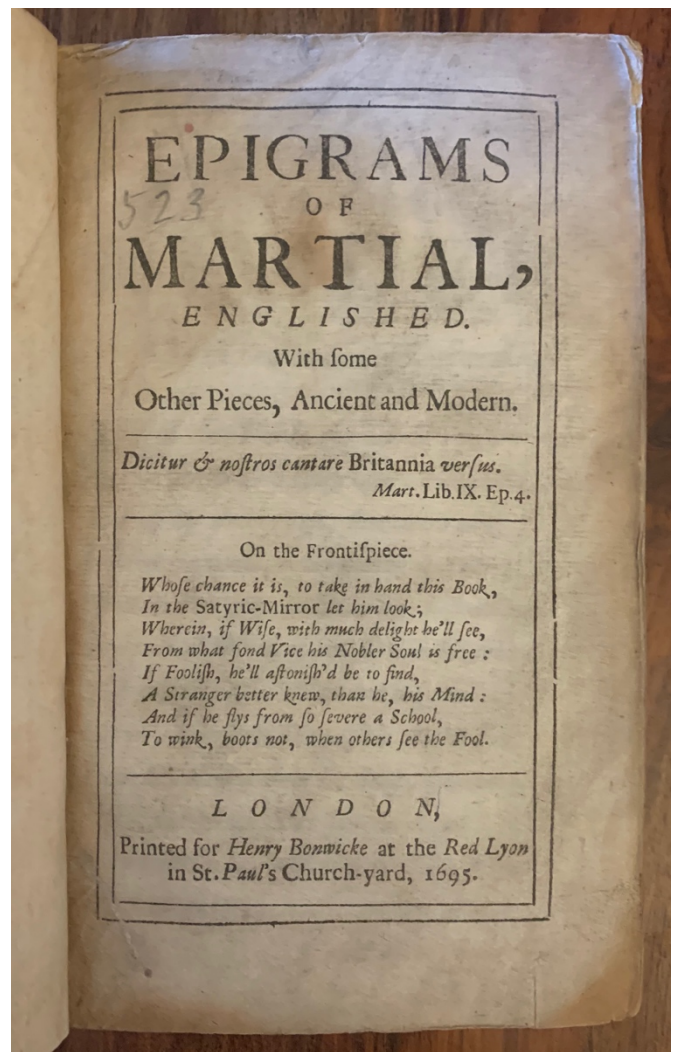 EPIGRAMS
523
OF
MARTIAL,
ENGLISHED.
With ſome
Other Pieces, Ancient and Modern.
Dicitur & noſtros cantare Britannia verſus.
Mart. Lib. IX. Ep. 4.
On the Frontiſpiece.
Whoſe chance it is, to take in hand this Book,
In the Satyric-Mirror let him look;
Wherein, if Wiſe, with much delight he'll ſee,
From what fond Vice his Nobler Soul is free:
If Fooliſh, he'll aſtoniſh'd be to find,
A Stranger better knew, than he, his Mind:
And if he flys from ſo ſevere a School,
To wink, boots not, when others ſee the Fool.
LONDON,
Printed for Henry Bonwicke at the Red Lyon
in St. Paul's Church-yard, 1695.